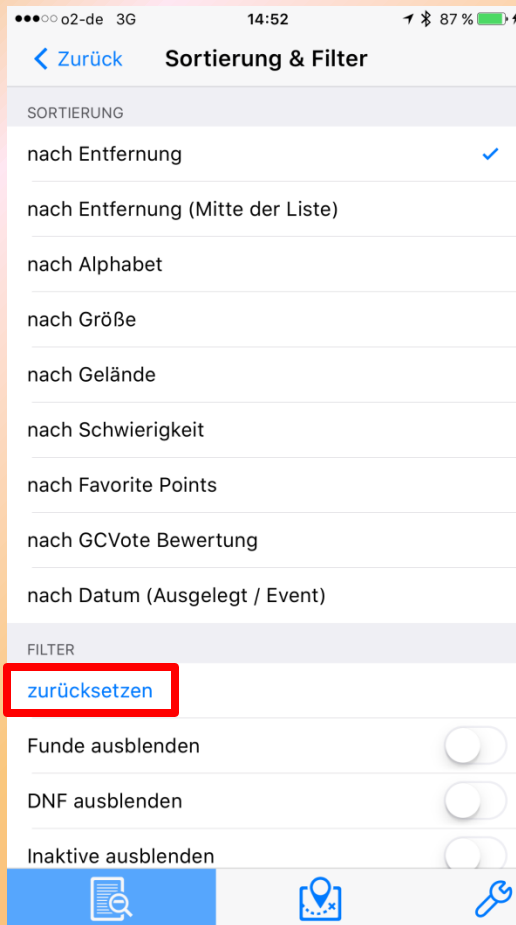 o2-de 3G 14:52 87 %
Zurück Sortierung & Filter
SORTIERUNG
nach Entfernung
nach Entfernung (Mitte der Liste)
nach Alphabet
nach Größe
nach Gelände
nach Schwierigkeit
nach Favorite Points
nach GCVote Bewertung
nach Datum (Ausgelegt / Event)
FILTER
zurücksetzen
Funde ausblenden
DNF ausblenden
Inaktive ausblenden